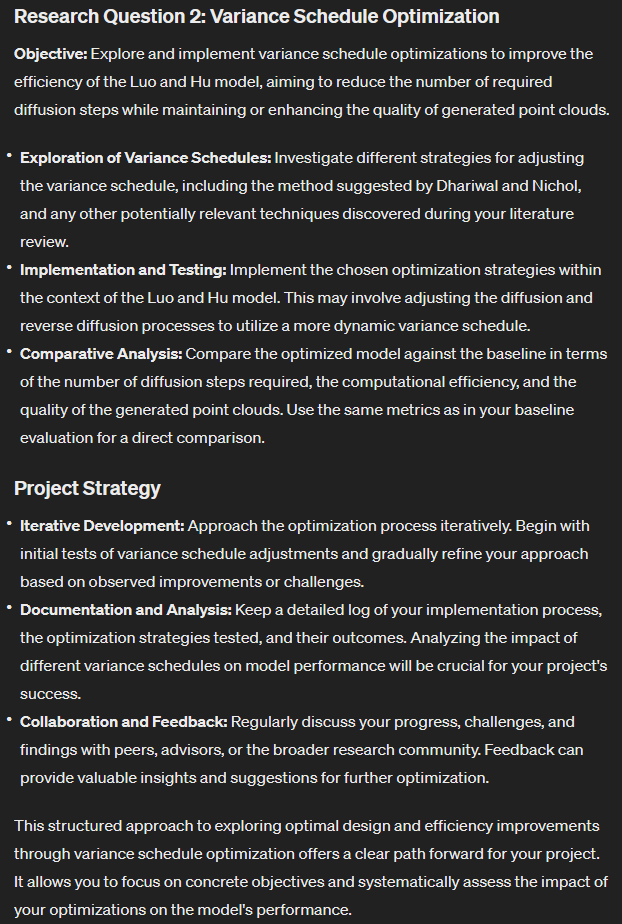 Research Question 2: Variance Schedule Optimization
Objective: Explore and implement variance schedule optimizations to improve the
efficiency of the Luo and Hu model, aiming to reduce the number of required
diffusion steps while maintaining or enhancing the quality of generated point clouds.
• Exploration of Variance Schedules: Investigate different strategies for adjusting
the variance schedule, including the method suggested by Dhariwal and Nichol,
and any other potentially relevant techniques discovered during your literature
review.
• Implementation and Testing: Implement the chosen optimization strategies within
the context of the Luo and Hu model. This may involve adjusting the diffusion and
reverse diffusion processes to utilize a more dynamic variance schedule.
• Comparative Analysis: Compare the optimized model against the baseline in terms
of the number of diffusion steps required, the computational efficiency, and the
quality of the generated point clouds. Use the same metrics as in your baseline
evaluation for a direct comparison.
Project Strategy
• Iterative Development: Approach the optimization process iteratively. Begin with
initial tests of variance schedule adjustments and gradually refine your approach
based on observed improvements or challenges.
• Documentation and Analysis: Keep a detailed log of your implementation process,
the optimization strategies tested, and their outcomes. Analyzing the impact of
different variance schedules on model performance will be crucial for your project's
success.
• Collaboration and Feedback: Regularly discuss your progress, challenges, and
findings with peers, advisors, or the broader research community. Feedback can
provide valuable insights and suggestions for further optimization.
This structured approach to exploring optimal design and efficiency improvements
through variance schedule optimization offers a clear path forward for your project.
It allows you to focus on concrete objectives and systematically assess the impact of
your optimizations on the model's performance.